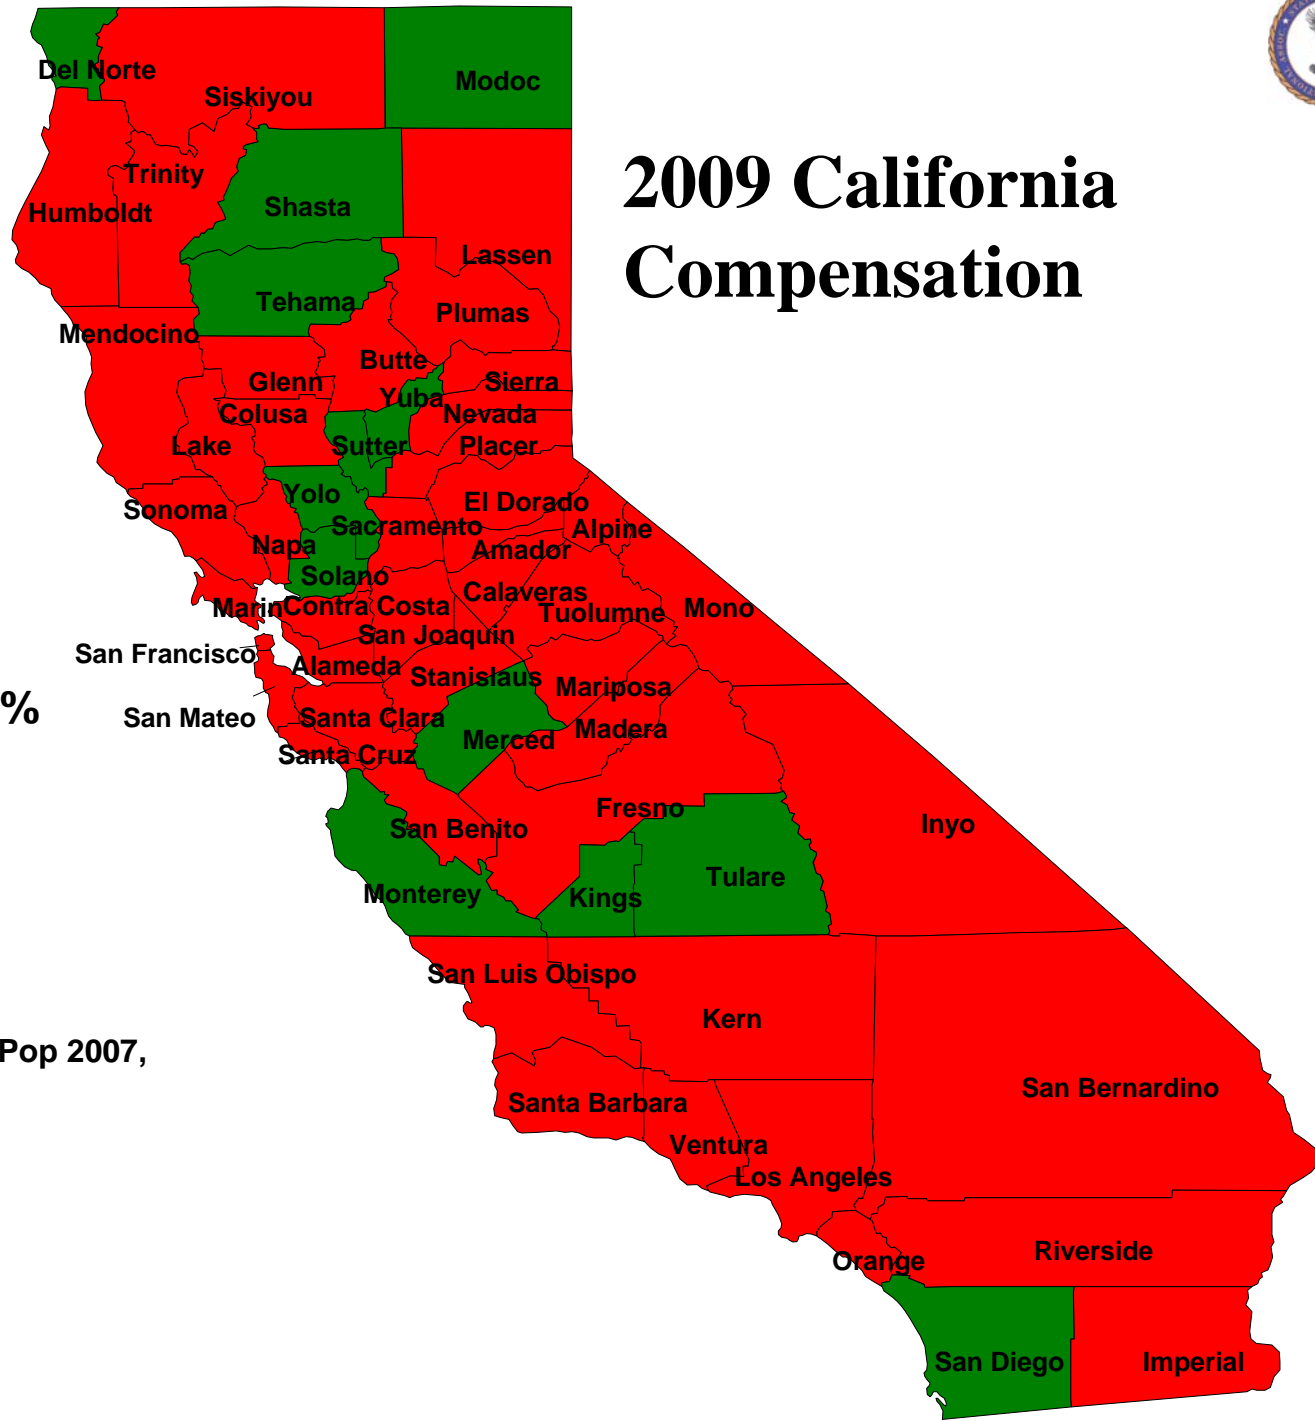 2009 California
Compensation
Del Norte
Siskiyou
Modoc
Trinity
Humboldt
Shasta
Lassen
Tehama
Plumas
Mendocino
Butte
Glenn
Yuba
Sierra
Colusa
Nevada
Lake
Sutter
Placer
Yolo
El Dorado
Sonoma
Sacramento
Alpine
Napa
Amador
Solano
Calaveras
Marin
Contra Costa
Tuolumne
Mono
San Joaquin
San Francisco
Alameda
Stanislaus
Mariposa
%
San Mateo
Santa Clara
Madera
Merced
Santa Cruz
Fresno
Inyo
San Benito
Tulare
Monterey
Kings
San Luis Obispo
Kern
Pop 2007,
San Bernardino
Santa Barbara
Ventura
Los Angeles
Riverside
Orange
San Diego
Imperial